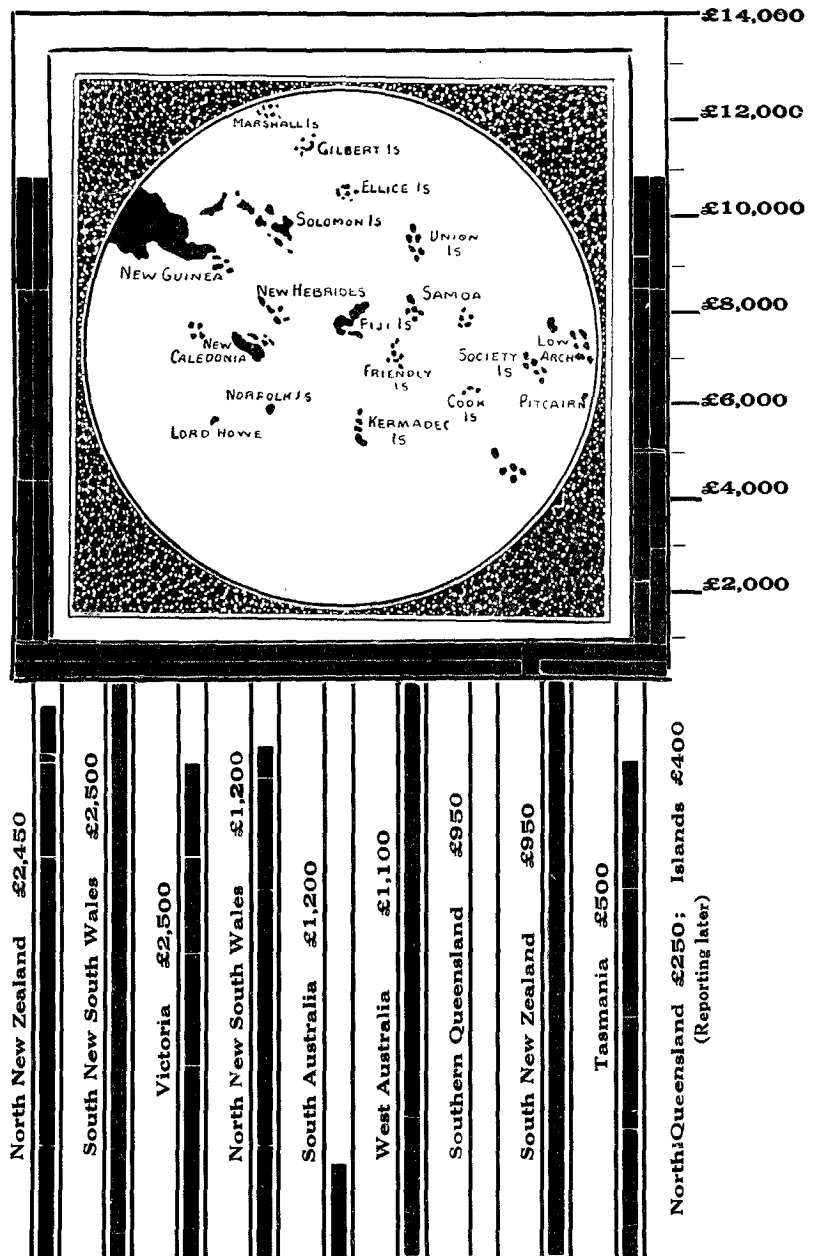 £14,000
£12,000
£10,000
£8,000
£6,000
£4,000
£2,000
MARSHALL IS
GILBERT IS
ELLICE IS
SOLOMON IS
UNION
IS
NEW GUINEA
NEW HEBRIDES
SAMOA
FIJI IS
NEW
CALEDONIA
LOW
ARCH
SOCIETY
IS
FRIENDLY
IS
NORFOLK IS
COOK
IS
PITCAIRN
LORD HOWE
KERMADEC
IS
North New Zealand £2,450
South New South Wales £2,500
Victoria £2,500
North New South Wales £1,200
South Australia £1,200
West Australia £1,100
Southern Queensland £950
South New Zealand £950
Tasmania £500
North Queensland £250; Islands £400
(Reporting later)